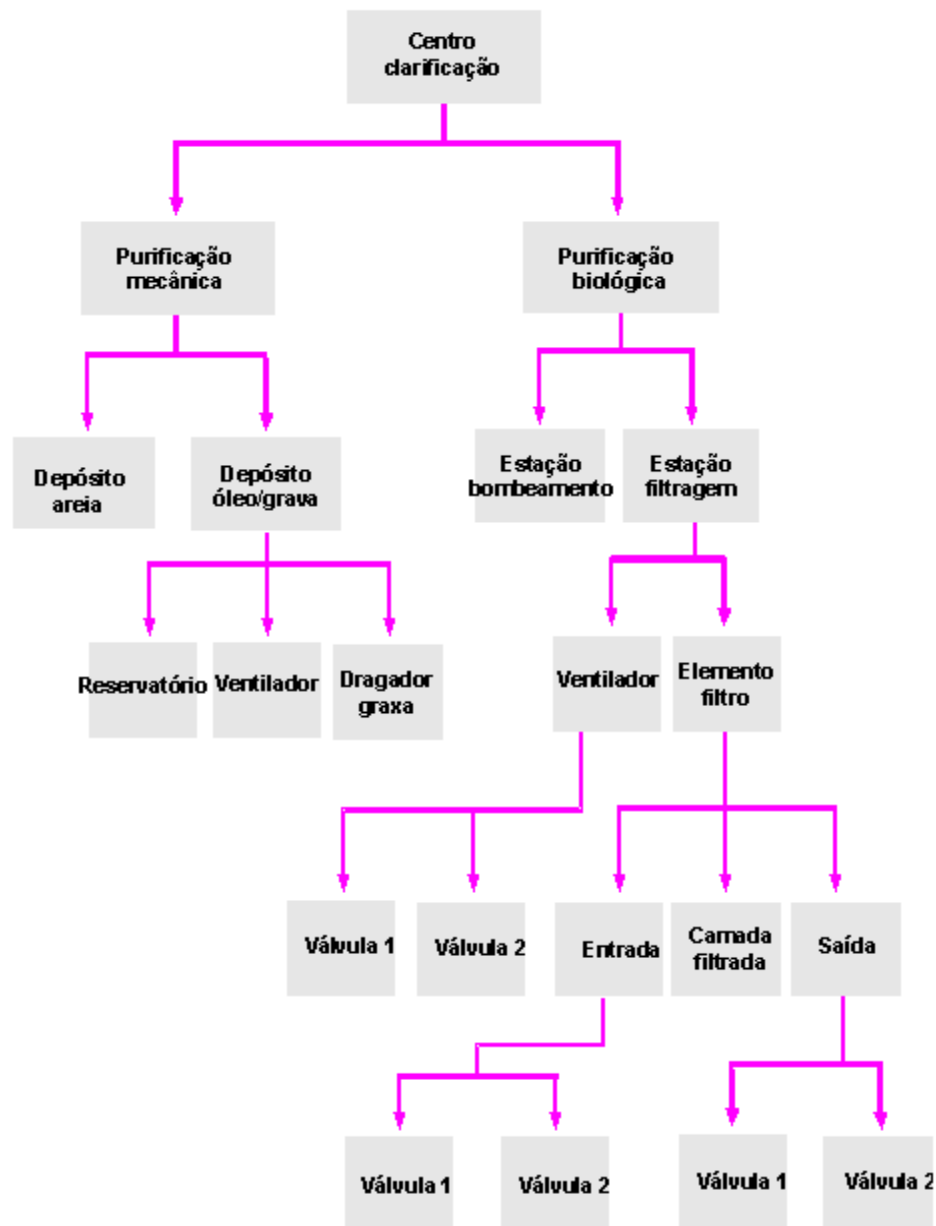 Centro
clarificação
Purificação
mecânica
Purificação
biológica
Depósito
areia
Depósito
óleo/grava
Estação
bombeamento
Estação
filtragem
Reservatório
Ventilador
Dragador
graxa
Ventilador
Elemento
filtro
Válvula 1
Válvula 2
Entrada
Camada
filtrada
Saída
Válvula 1
Válvula 2
Válvula 1
Válvula 2